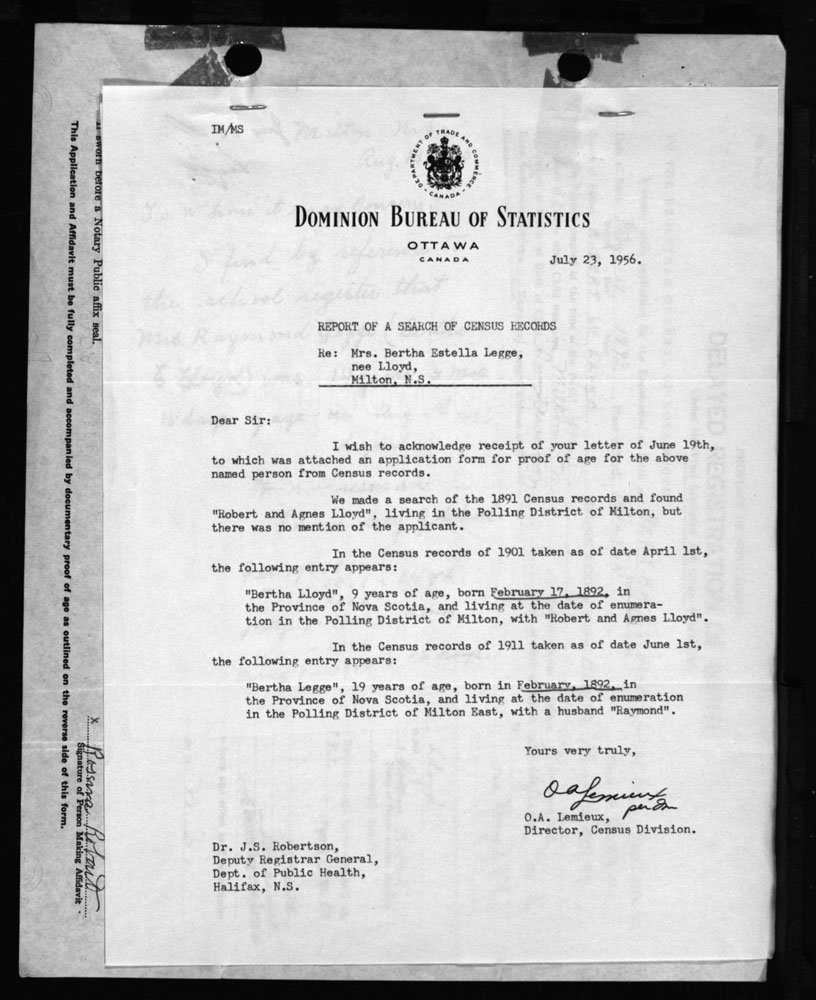 IM/MS
DEPARTMENT OF TRADE AND COMMERCE
CANADA
DOMINION BUREAU OF STATISTICS
OTTAWA
CANADA
July 23, 1956.
REPORT OF A SEARCH OF CENSUS RECORDS
Re: Mrs. Bertha Estella Legge,
nee Lloyd,
Milton, N.S.
Dear Sir:
I wish to acknowledge receipt of your letter of June 19th,
to which was attached an application form for proof of age for the above
named person from Census records.
We made a search of the 1891 Census records and found
"Robert and Agnes Lloyd", living in the Polling District of Milton, but
there was no mention of the applicant.
In the Census records of 1901 taken as of date April 1st,
the following entry appears:
"Bertha Lloyd", 9 years of age, born February 17, 1892, in
the Province of Nova Scotia, and living at the date of enumera-
tion in the Polling District of Milton, with "Robert and Agnes Lloyd".
In the Census records of 1911 taken as of date June 1st,
the following entry appears:
"Bertha Legge", 19 years of age, born in February, 1892, in
the Province of Nova Scotia, and living at the date of enumeration
in the Polling District of Milton East, with a husband "Raymond".
Yours very truly,
O A Lemieux
per
O.A. Lemieux,
Director, Census Division.
Dr. J.S. Robertson,
Deputy Registrar General,
Dept. of Public Health,
Halifax, N.S.
sworn before a Notary Public affix seal.
This Application and Affidavit must be fully completed and accompanied by documentary proof of age as outlined on the reverse side of this form.
X
Signature of Person Making Affidavit